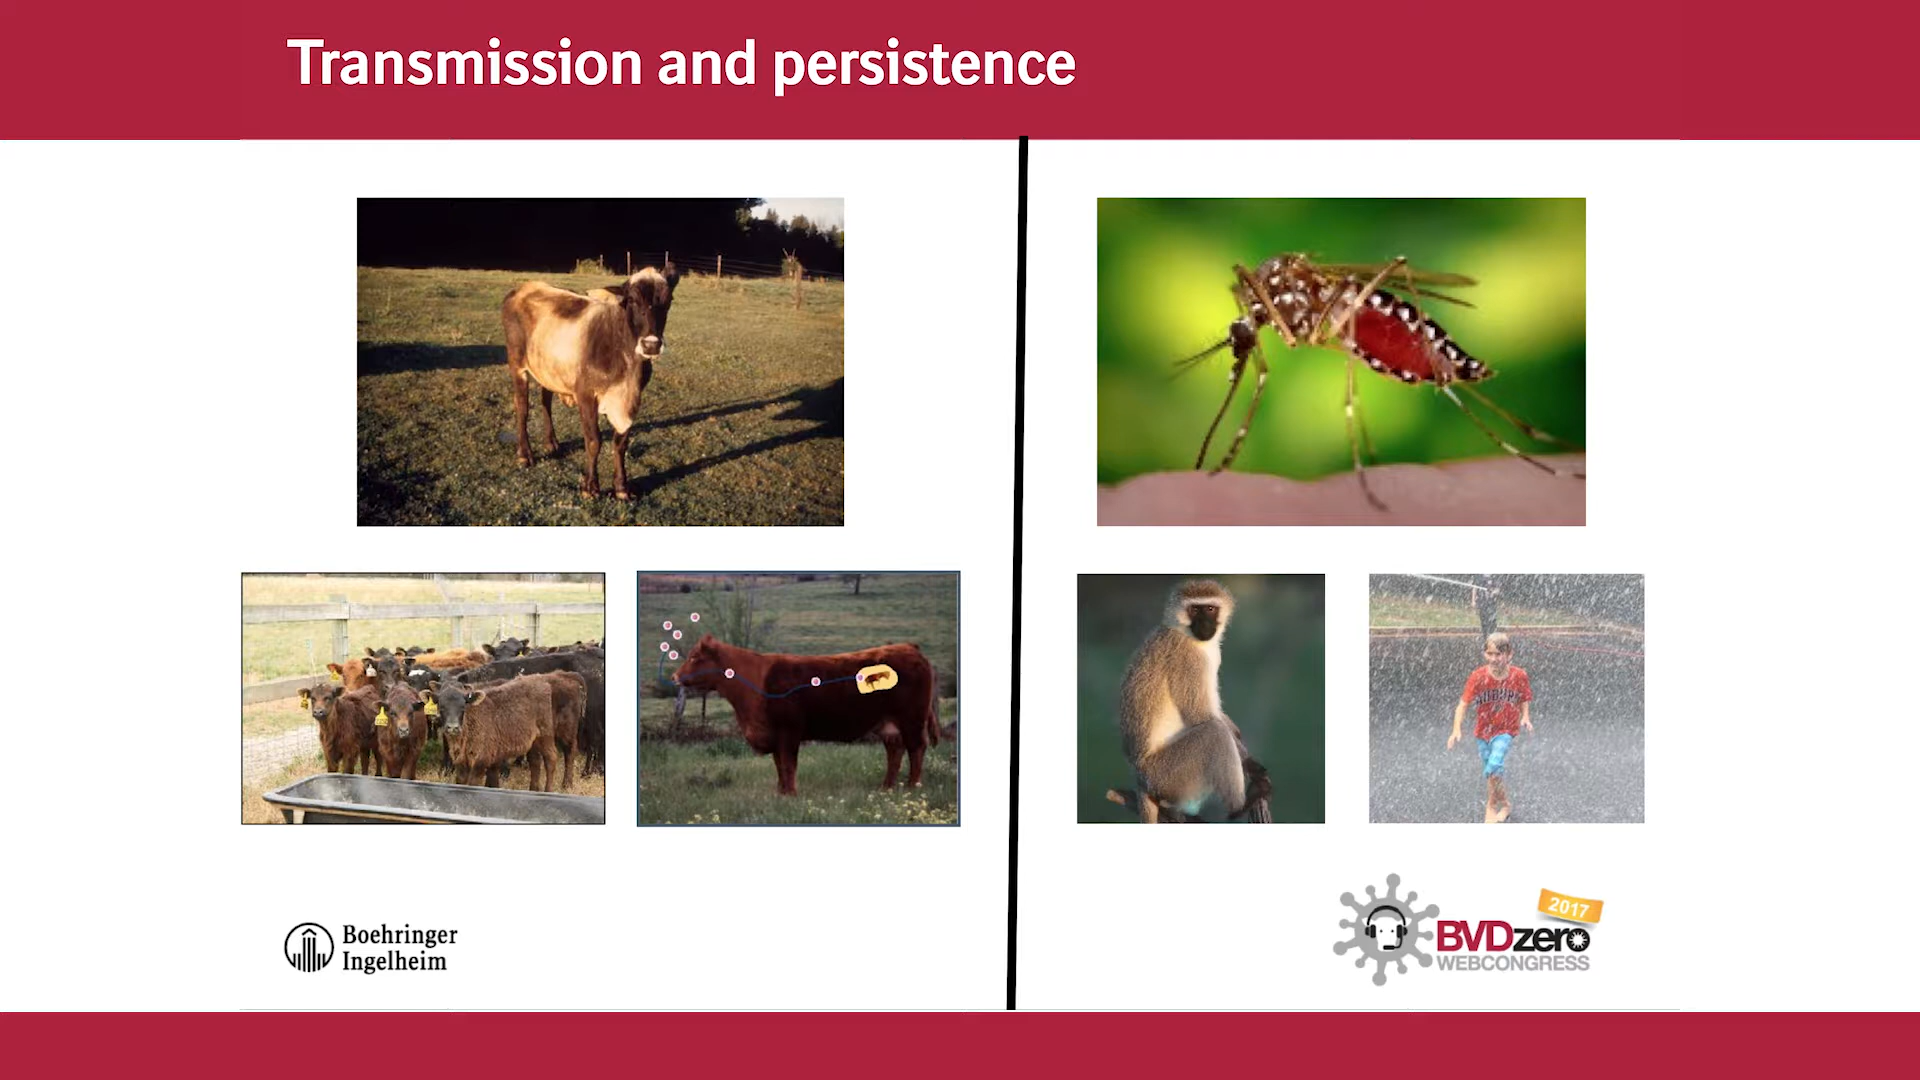 Transmission and persistence
Boehringer
Ingelheim
2017
BVDzero
WEBCONGRESS